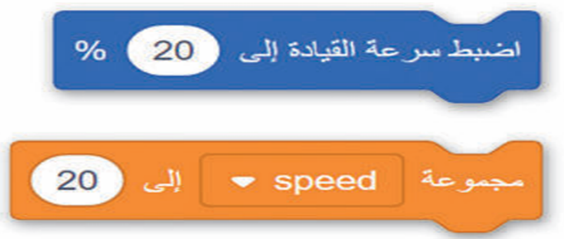 اضبط سرعة القيادة إلى 20 %
مجموعة speed إلى 20